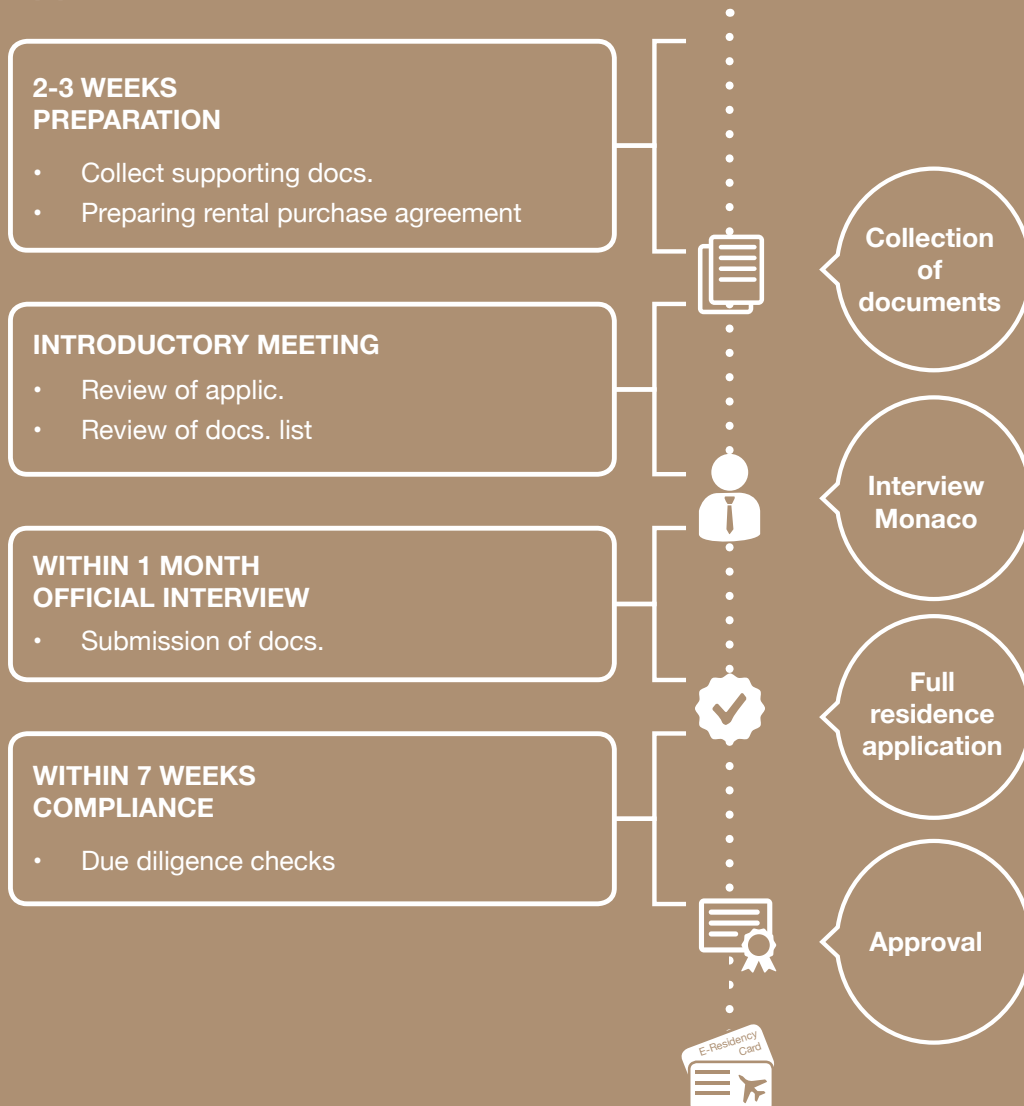 2-3 WEEKS
PREPARATION
• Collect supporting docs.
• Preparing rental purchase agreement
Collection
of
documents
INTRODUCTORY MEETING
• Review of applic.
• Review of docs. list
Interview
Monaco
WITHIN 1 MONTH
OFFICIAL INTERVIEW
• Submission of docs.
Full
residence
application
WITHIN 7 WEEKS
COMPLIANCE
• Due diligence checks
Approval
E-Residency
Card